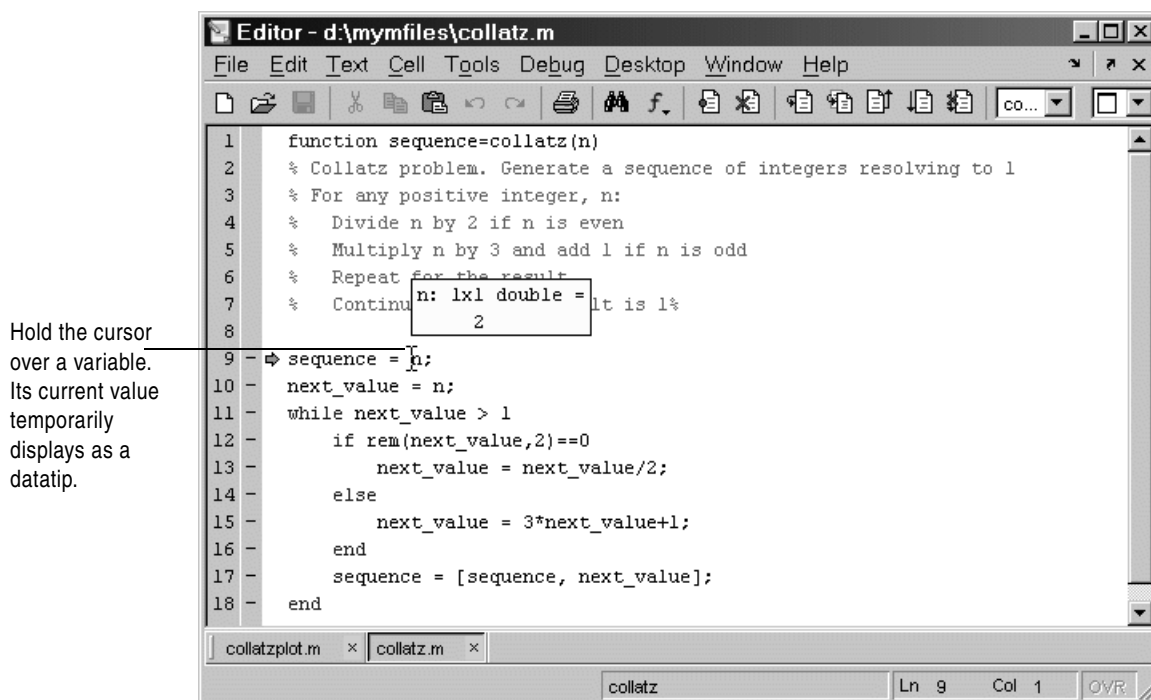 Editor - d:\mymfiles\collatz.m
File Edit Text Cell Tools Debug Desktop Window Help
co...
1 function sequence=collatz(n)
2 % Collatz problem. Generate a sequence of integers resolving to 1
3 % For any positive integer, n:
4 % Divide n by 2 if n is even
5 % Multiply n by 3 and add 1 if n is odd
6 % Repeat for the result
7 % Continu lt is 1%
n: 1x1 double =
2
8
9 - sequence = n;
10 - next_value = n;
11 - while next_value > 1
12 - if rem(next_value,2)==0
13 - next_value = next_value/2;
14 - else
15 - next_value = 3*next_value+1;
16 - end
17 - sequence = [sequence, next_value];
18 - end
Hold the cursor
over a variable.
Its current value
temporarily
displays as a
datatip.
collatzplot.m × collatz.m ×
collatz Ln 9 Col 1 OVR